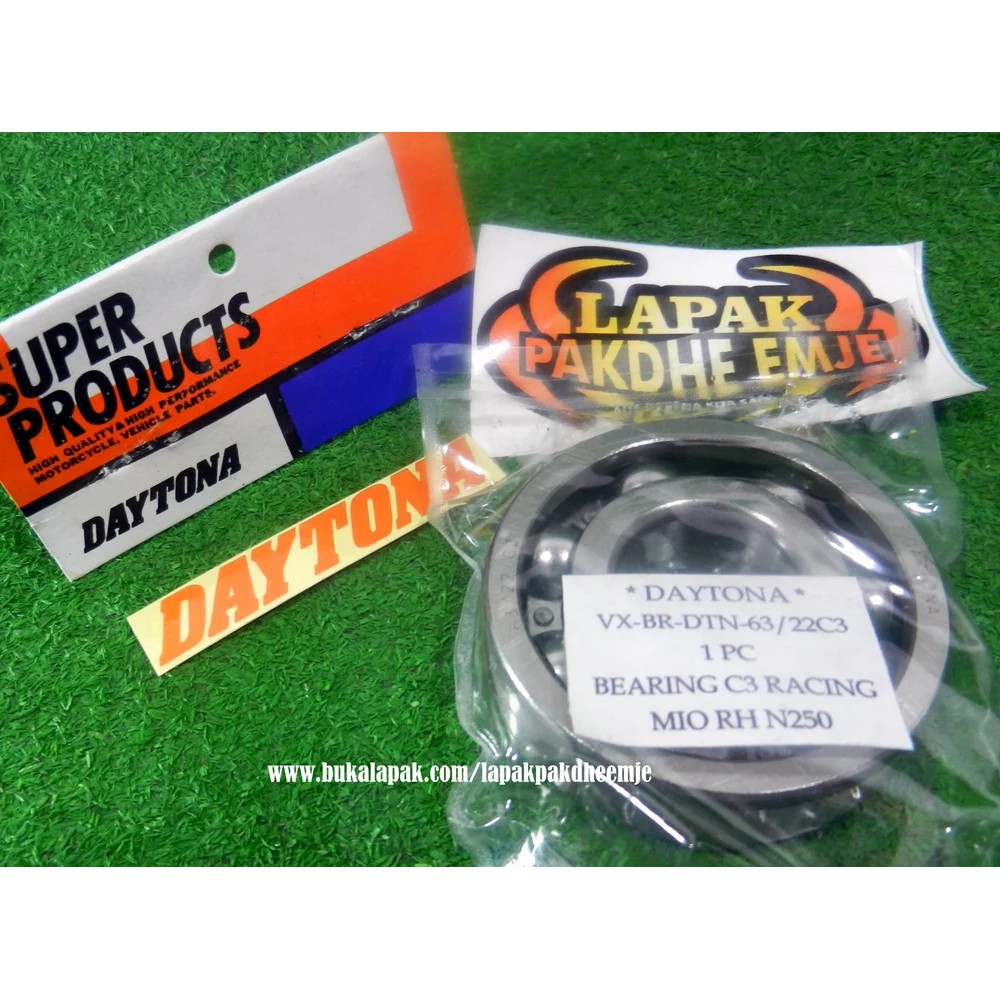 SUPER
PRODUCTS
HIGH QUALITY & HIGH PERFORMANCE
MOTORCYCLE, VEHICLE PARTS.
DAYTONA
DAYTONA
LAPAK
PAKDHE EMJE
* DAYTONA *
VX-BR-DTN-63/22C3
1 PC
BEARING C3 RACING
MIO RH N250
www.bukalapak.com/lapakpakdheemje